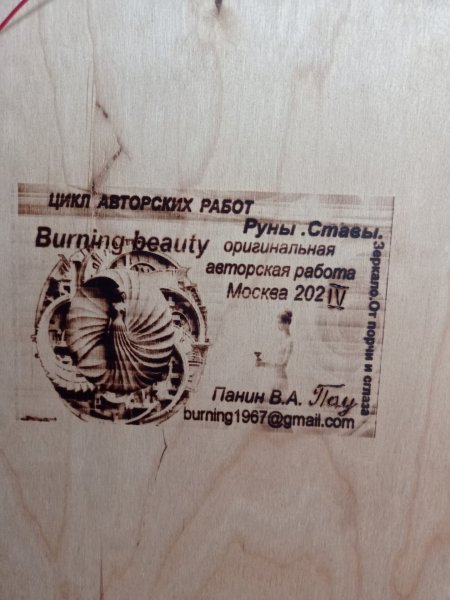 ЦИКЛ АВТОРСКИХ РАБОТ
Руны .Ставы.
Burning beauty
оригинальная
авторская работа
Москва 202IV
Зеркало.От порчи и сглаза
Панин В.А.
burning1967@gmail.com